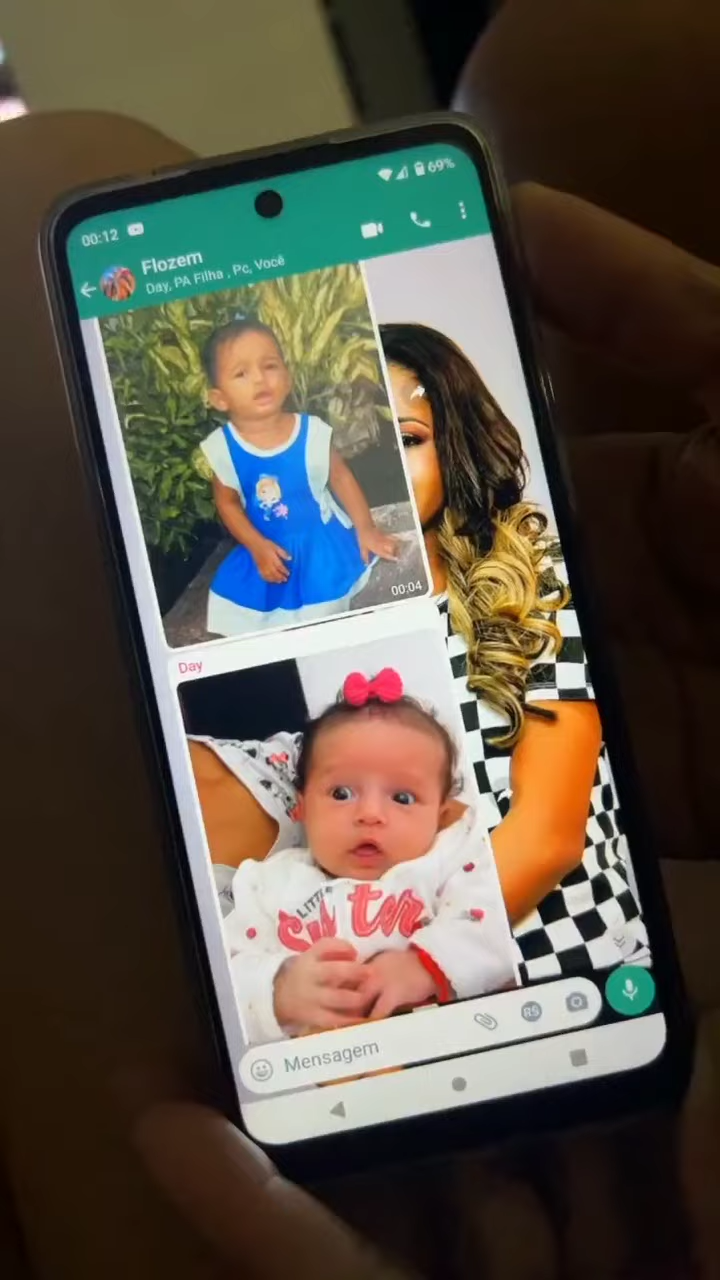 00:12
69%
Flozem
Day, PA Filha , Pc, Você
00:04
Day
LITTLE
Sister
Mensagem
R$